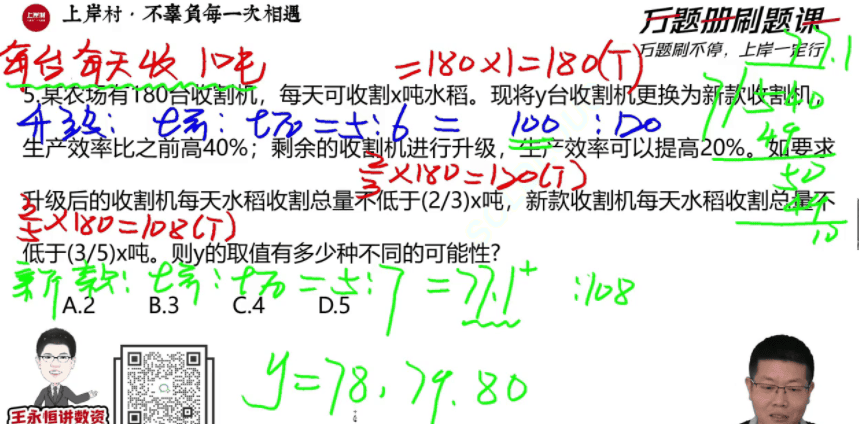 上岸村·不辜負每一次相遇
万题册刷题课
万题刷不停，上岸一定行
每台每天收10吨 =180×1=180(T)
5.某农场有180台收割机，每天可收割x吨水稻。现将y台收割机更换为新款收割机，
升级：七前：七后=5:6 = 100 :120
生产效率比之前高40%；剩余的收割机进行升级，生产效率可以提高20%。如要求
2/3×180=120(T)
升级后的收割机每天水稻收割总量不低于(2/3)x吨，新款收割机每天水稻收割总量不
3/5×180=108(T)
低于(3/5)x吨。则y的取值有多少种不同的可能性?
新款：七前：七后=5:7 =77.1+ :108
A.2 B.3 C.4 D.5
y=78,79.80
77.1
7 540
49
50
49
10
王永恒讲数资